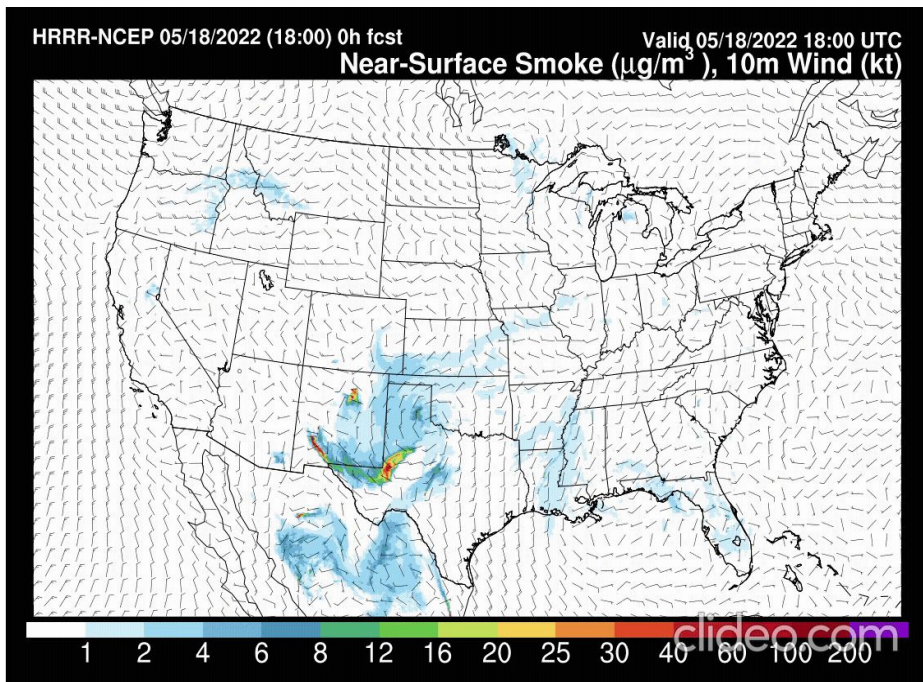 HRRR-NCEP 05/18/2022 (18:00) 0h fcst
Valid 05/18/2022 18:00 UTC
Near-Surface Smoke (μg/m³), 10m Wind (kt)
1 2 4 6 8 12 16 20 25 30 40 60 100 200
clideo.com